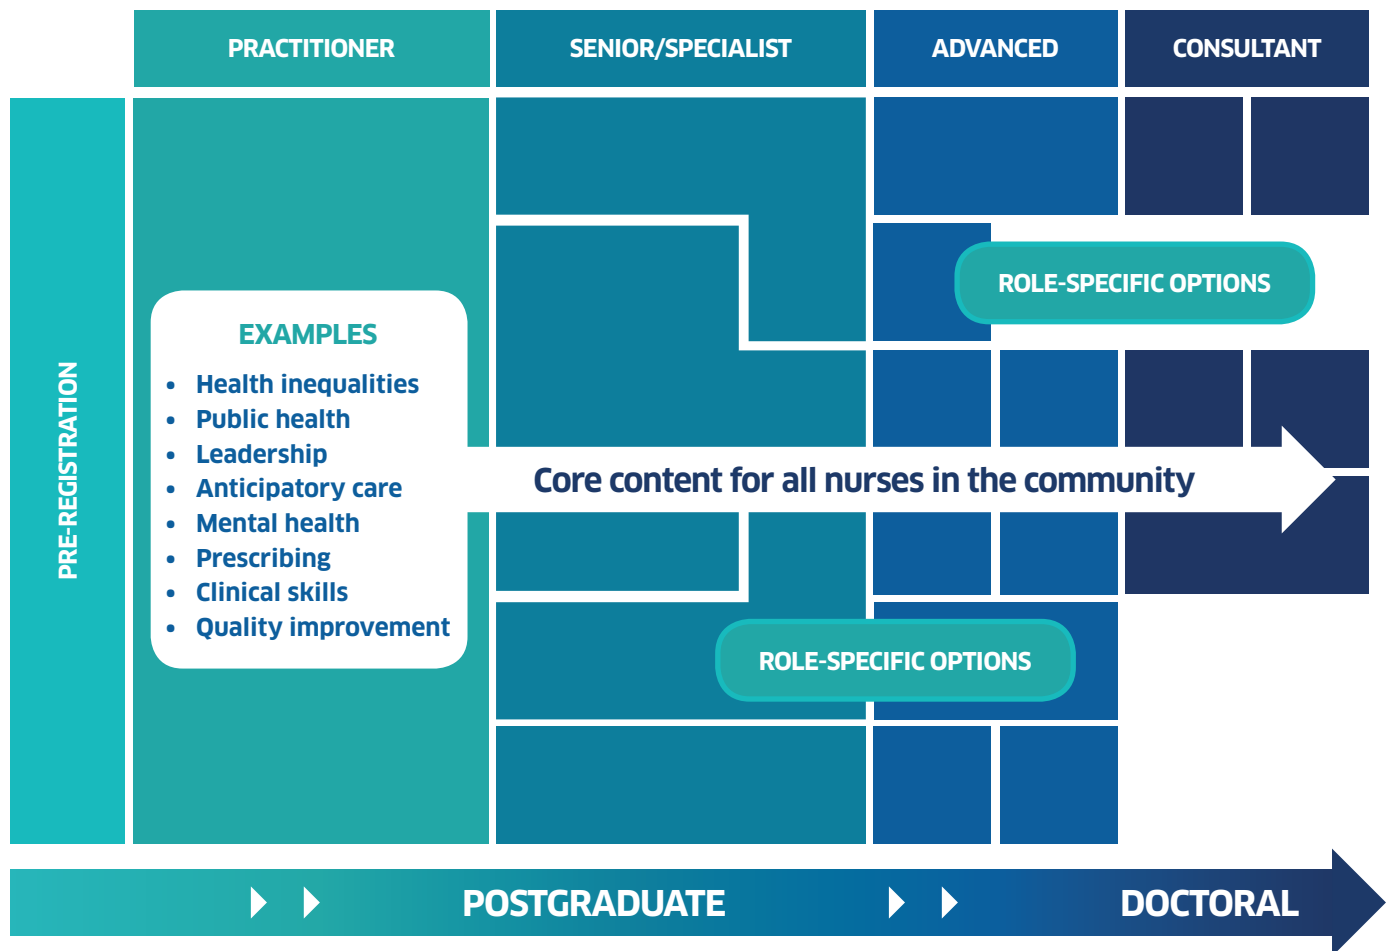 PRACTITIONER
SENIOR/SPECIALIST
ADVANCED
CONSULTANT
PRE-REGISTRATION
ROLE-SPECIFIC OPTIONS
EXAMPLES
• Health inequalities
• Public health
• Leadership
• Anticipatory care
• Mental health
• Prescribing
• Clinical skills
• Quality improvement
Core content for all nurses in the community
ROLE-SPECIFIC OPTIONS
POSTGRADUATE
DOCTORAL